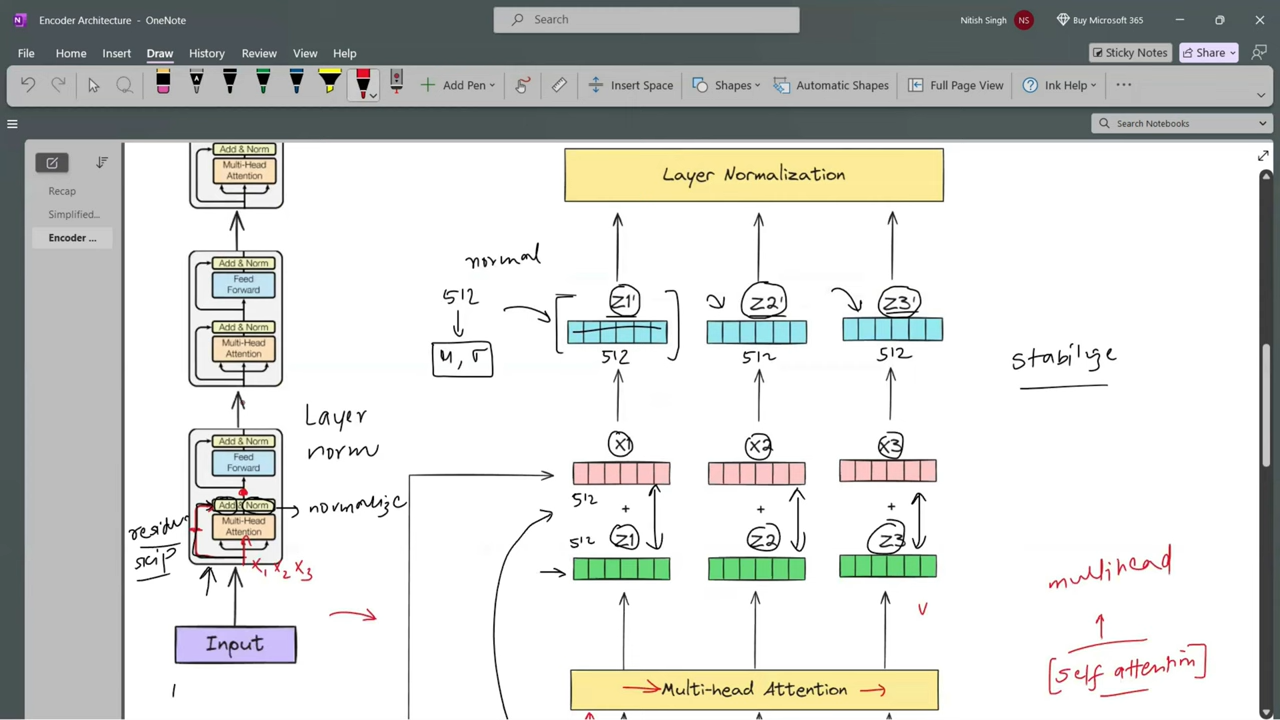 Encoder Architecture - OneNote
Search
Nitish Singh
NS
Buy Microsoft 365
File Home Insert Draw History Review View Help
Sticky Notes
Share
Add Pen
Insert Space
Shapes
Automatic Shapes
Full Page View
Ink Help
Search Notebooks
Recap
Simplified...
Encoder ...
Add & Norm
Multi-Head
Attention
Add & Norm
Feed
Forward
Add & Norm
Multi-Head
Attention
Add & Norm
Feed
Forward
Add & Norm
Multi-Head
Attention
Layer
norm
normalize
skip
x1 x2 x3
Input
Layer Normalization
normal
512
μ, σ
Z1' Z2' Z3'
512 512 512
stabilize
X1 X2 X3
512
+ + +
512
Z1 Z2 Z3
V
multihead
[self attention]
Multi-head Attention